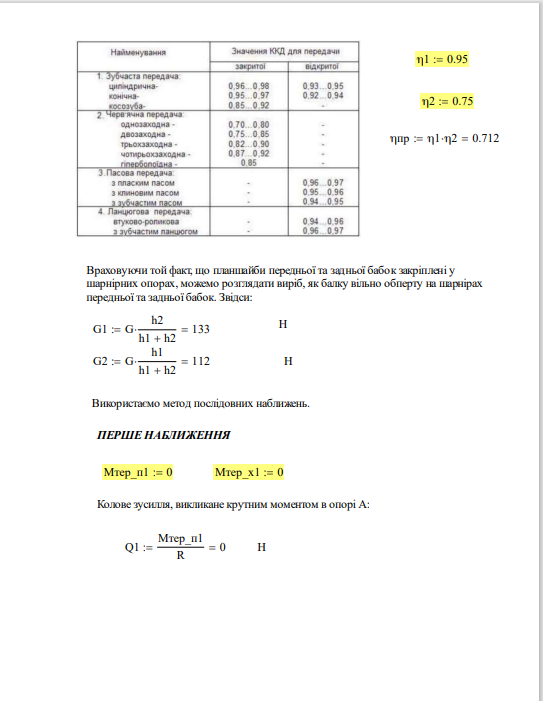 Найменування Значення ККД для передачі
закритої відкритої
1. Зубчаста передача:
циліндрична- 0,96...0,98 0,93...0,95
конічна- 0,95...0,97 0,92...0,94
косозуба- 0,85...0,92 -
2. Черв'ячна передача:
однозаходна - 0,70...0,80 -
двозаходна - 0,75...0,85 -
трьохзаходна - 0,82...0,90 -
чотирьохзаходна - 0,87...0,92 -
гіперболоїдна - 0,85 -
3. Пасова передача:
з пласким пасом - 0,96...0,97
з клиновим пасом - 0,95...0,96
з зубчастим пасом - 0,94...0,95
4. Ланцюгова передача:
втуково-роликова - 0,94...0,96
з зубчастим ланцюгом - 0,96...0,97
η1 := 0.95
η2 := 0.75
ηпр := η1·η2 = 0.712
Враховуючи той факт, що планшайби передньої та задньої бабок закріплені у
шарнірних опорах, можемо розглядати виріб, як балку вільно оперту на шарнірах
передньої та задньої бабок. Звідси:
G1 := G· h2 / (h1 + h2) = 133 Н
G2 := G· h1 / (h1 + h2) = 112 Н
Використаємо метод послідовних наближень.
ПЕРШЕ НАБЛИЖЕННЯ
Мтер_п1 := 0 Мтер_х1 := 0
Колове зусилля, викликане крутним моментом в опорі А:
Q1 := Мтер_п1 / R = 0 Н